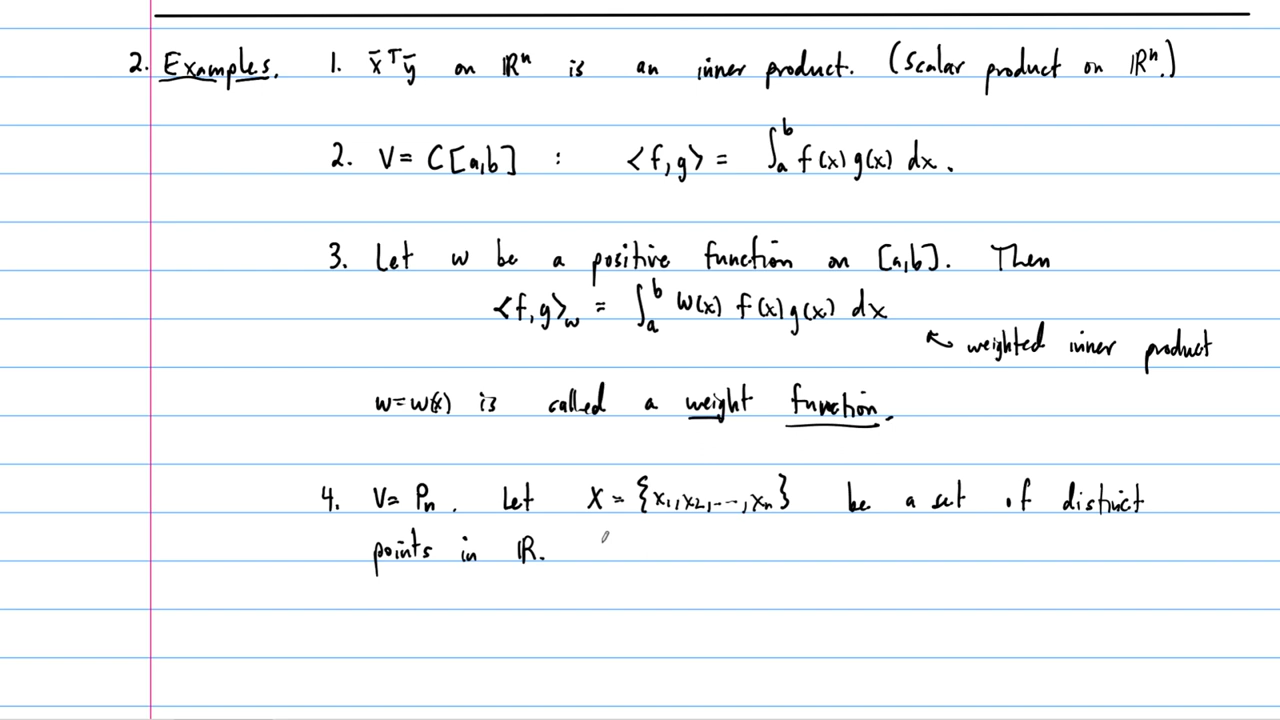 2. Examples. 1. x̄ᵀȳ on ℝⁿ is an inner product. (Scalar product on ℝⁿ.)
2. V = C[a,b] : <f,g> = ∫ₐᵇ f(x)g(x) dx.
3. Let w be a positive function on [a,b]. Then
<f,g>_w = ∫ₐᵇ w(x) f(x)g(x) dx
↖ weighted inner product
w=w(x) is called a weight function.
4. V= Pₙ. Let X = {x₁,x₂,---,xₙ} be a set of distinct
points in ℝ.